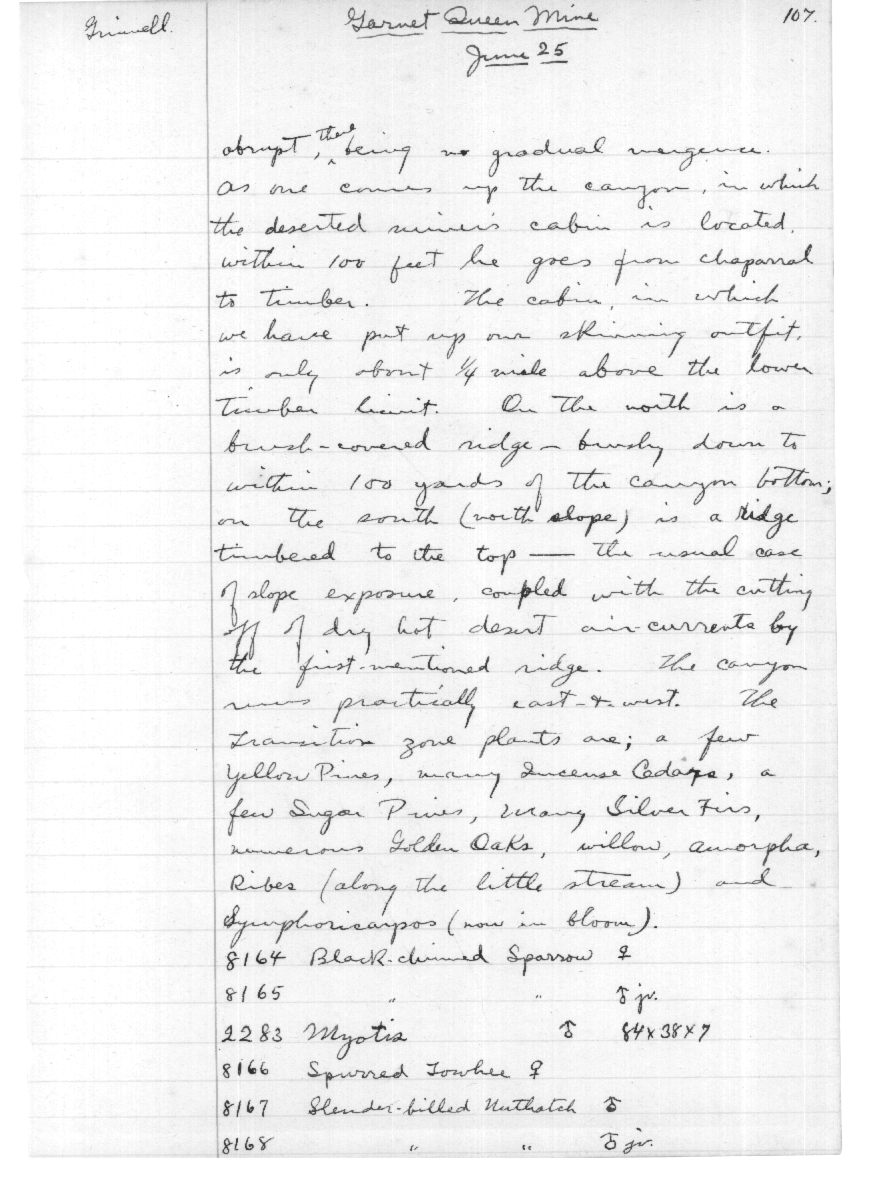 Grinnell.
Garnet Queen Mine
107.
June 25
abrupt, there being no gradual mergence.
As one comes up the canyon, in which
the deserted miner's cabin is located,
within 100 feet he goes from chaparral
to timber. The cabin, in which
we have put up our skinning outfit,
is only about 1/4 mile above the lower
timber limit. On the north is a
brush-covered ridge - brushy down to
within 100 yards of the canyon bottom;
on the south (north slope) is a ridge
timbered to the top — the usual case
of slope exposure, coupled with the cutting
off of dry hot desert air-currents by
the first-mentioned ridge. The canyon
runs practically east-&-west. The
Transition zone plants are; a few
Yellow Pines, many Incense Cedars, a
few Sugar Pines, many Silver Firs,
numerous Golden Oaks, willow, amorpha,
Ribes (along the little stream) and
Symphoricarpos (now in bloom).
8164 Black-chinned Sparrow ♀
8165 " " ♂ jv.
2283 Myotis ♂ 84x38x7
8166 Spurred Towhee ♀
8167 Slender-billed Nuthatch ♂
8168 " " ♂ jv.